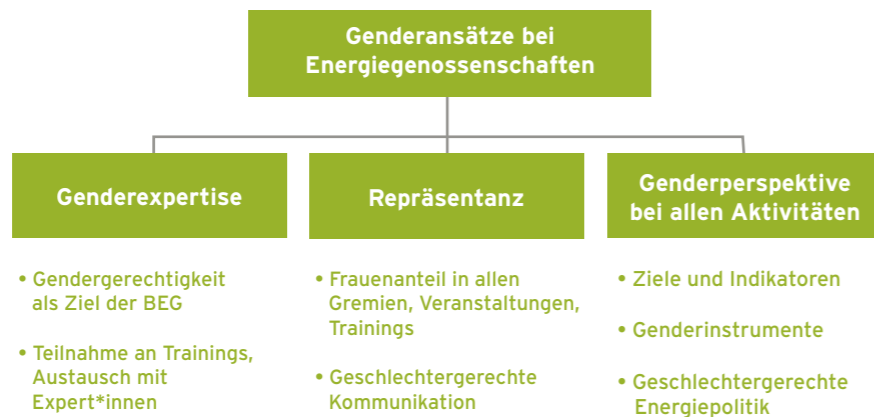 Genderansätze bei
Energiegenossenschaften
Genderexpertise
• Gendergerechtigkeit
als Ziel der BEG
• Teilnahme an Trainings,
Austausch mit
Expert*innen
Repräsentanz
• Frauenanteil in allen
Gremien, Veranstaltungen,
Trainings
• Geschlechtergerechte
Kommunikation
Genderperspektive
bei allen Aktivitäten
• Ziele und Indikatoren
• Genderinstrumente
• Geschlechtergerechte
Energiepolitik